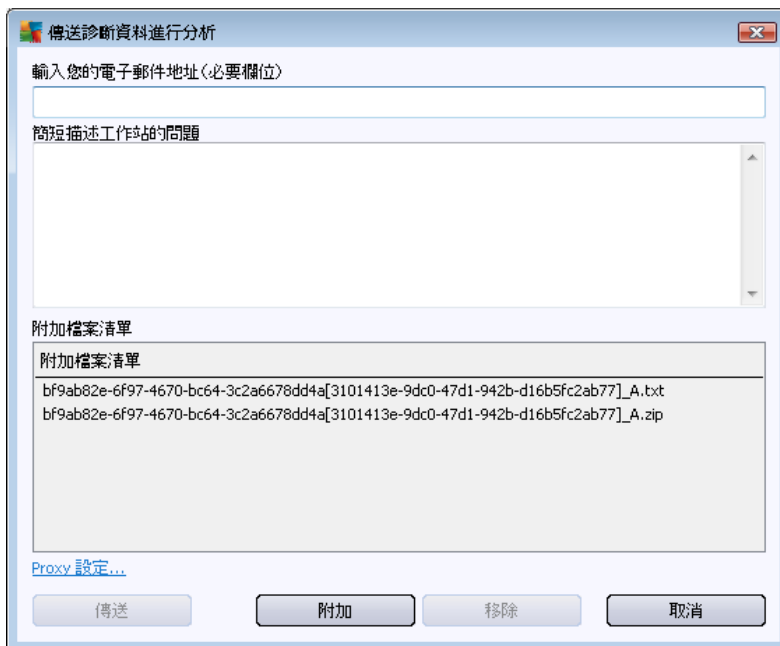 傳送診斷資料進行分析
輸入您的電子郵件地址(必要欄位)
簡短描述工作站的問題
附加檔案清單
附加檔案清單
bf9ab82e-6f97-4670-bc64-3c2a6678dd4a[3101413e-9dc0-47d1-942b-d16b5fc2ab77]_A.txt
bf9ab82e-6f97-4670-bc64-3c2a6678dd4a[3101413e-9dc0-47d1-942b-d16b5fc2ab77]_A.zip
Proxy 設定...
傳送 附加 移除 取消